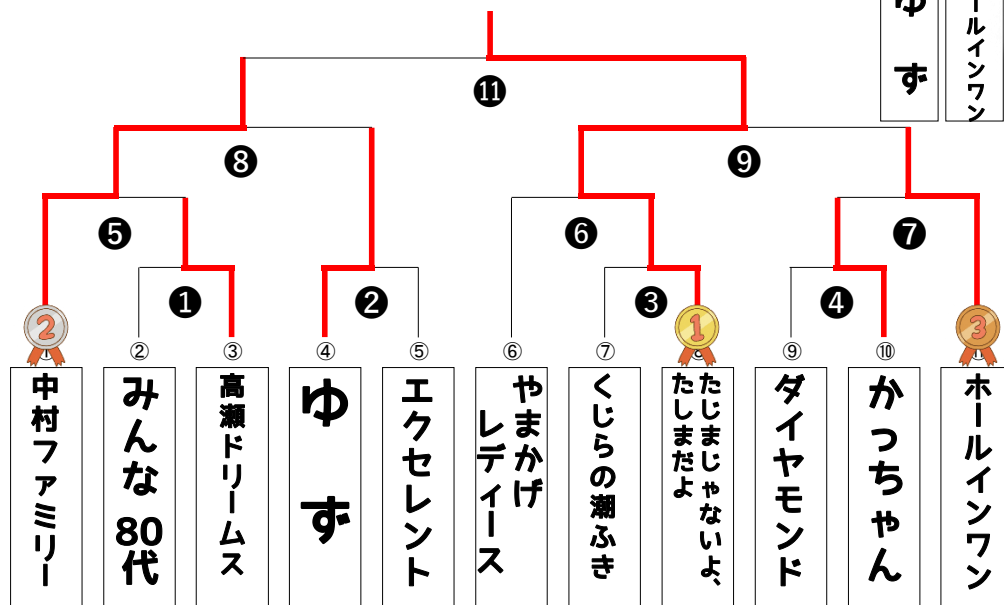 ゆず
ールインワン
⓫
❽
❾
❺
❻
❼
❶
❷
❸
❹
2
1
3
②
③
④
⑤
⑥
⑦
⑨
⑩
中村ファミリー
みんな80代
高瀬ドリームス
ゆず
エクセレント
やまかげ
レディース
くじらの潮ふき
たじまじゃないよ、
たしまだよ
ダイヤモンド
かっちゃん
ホールインワン